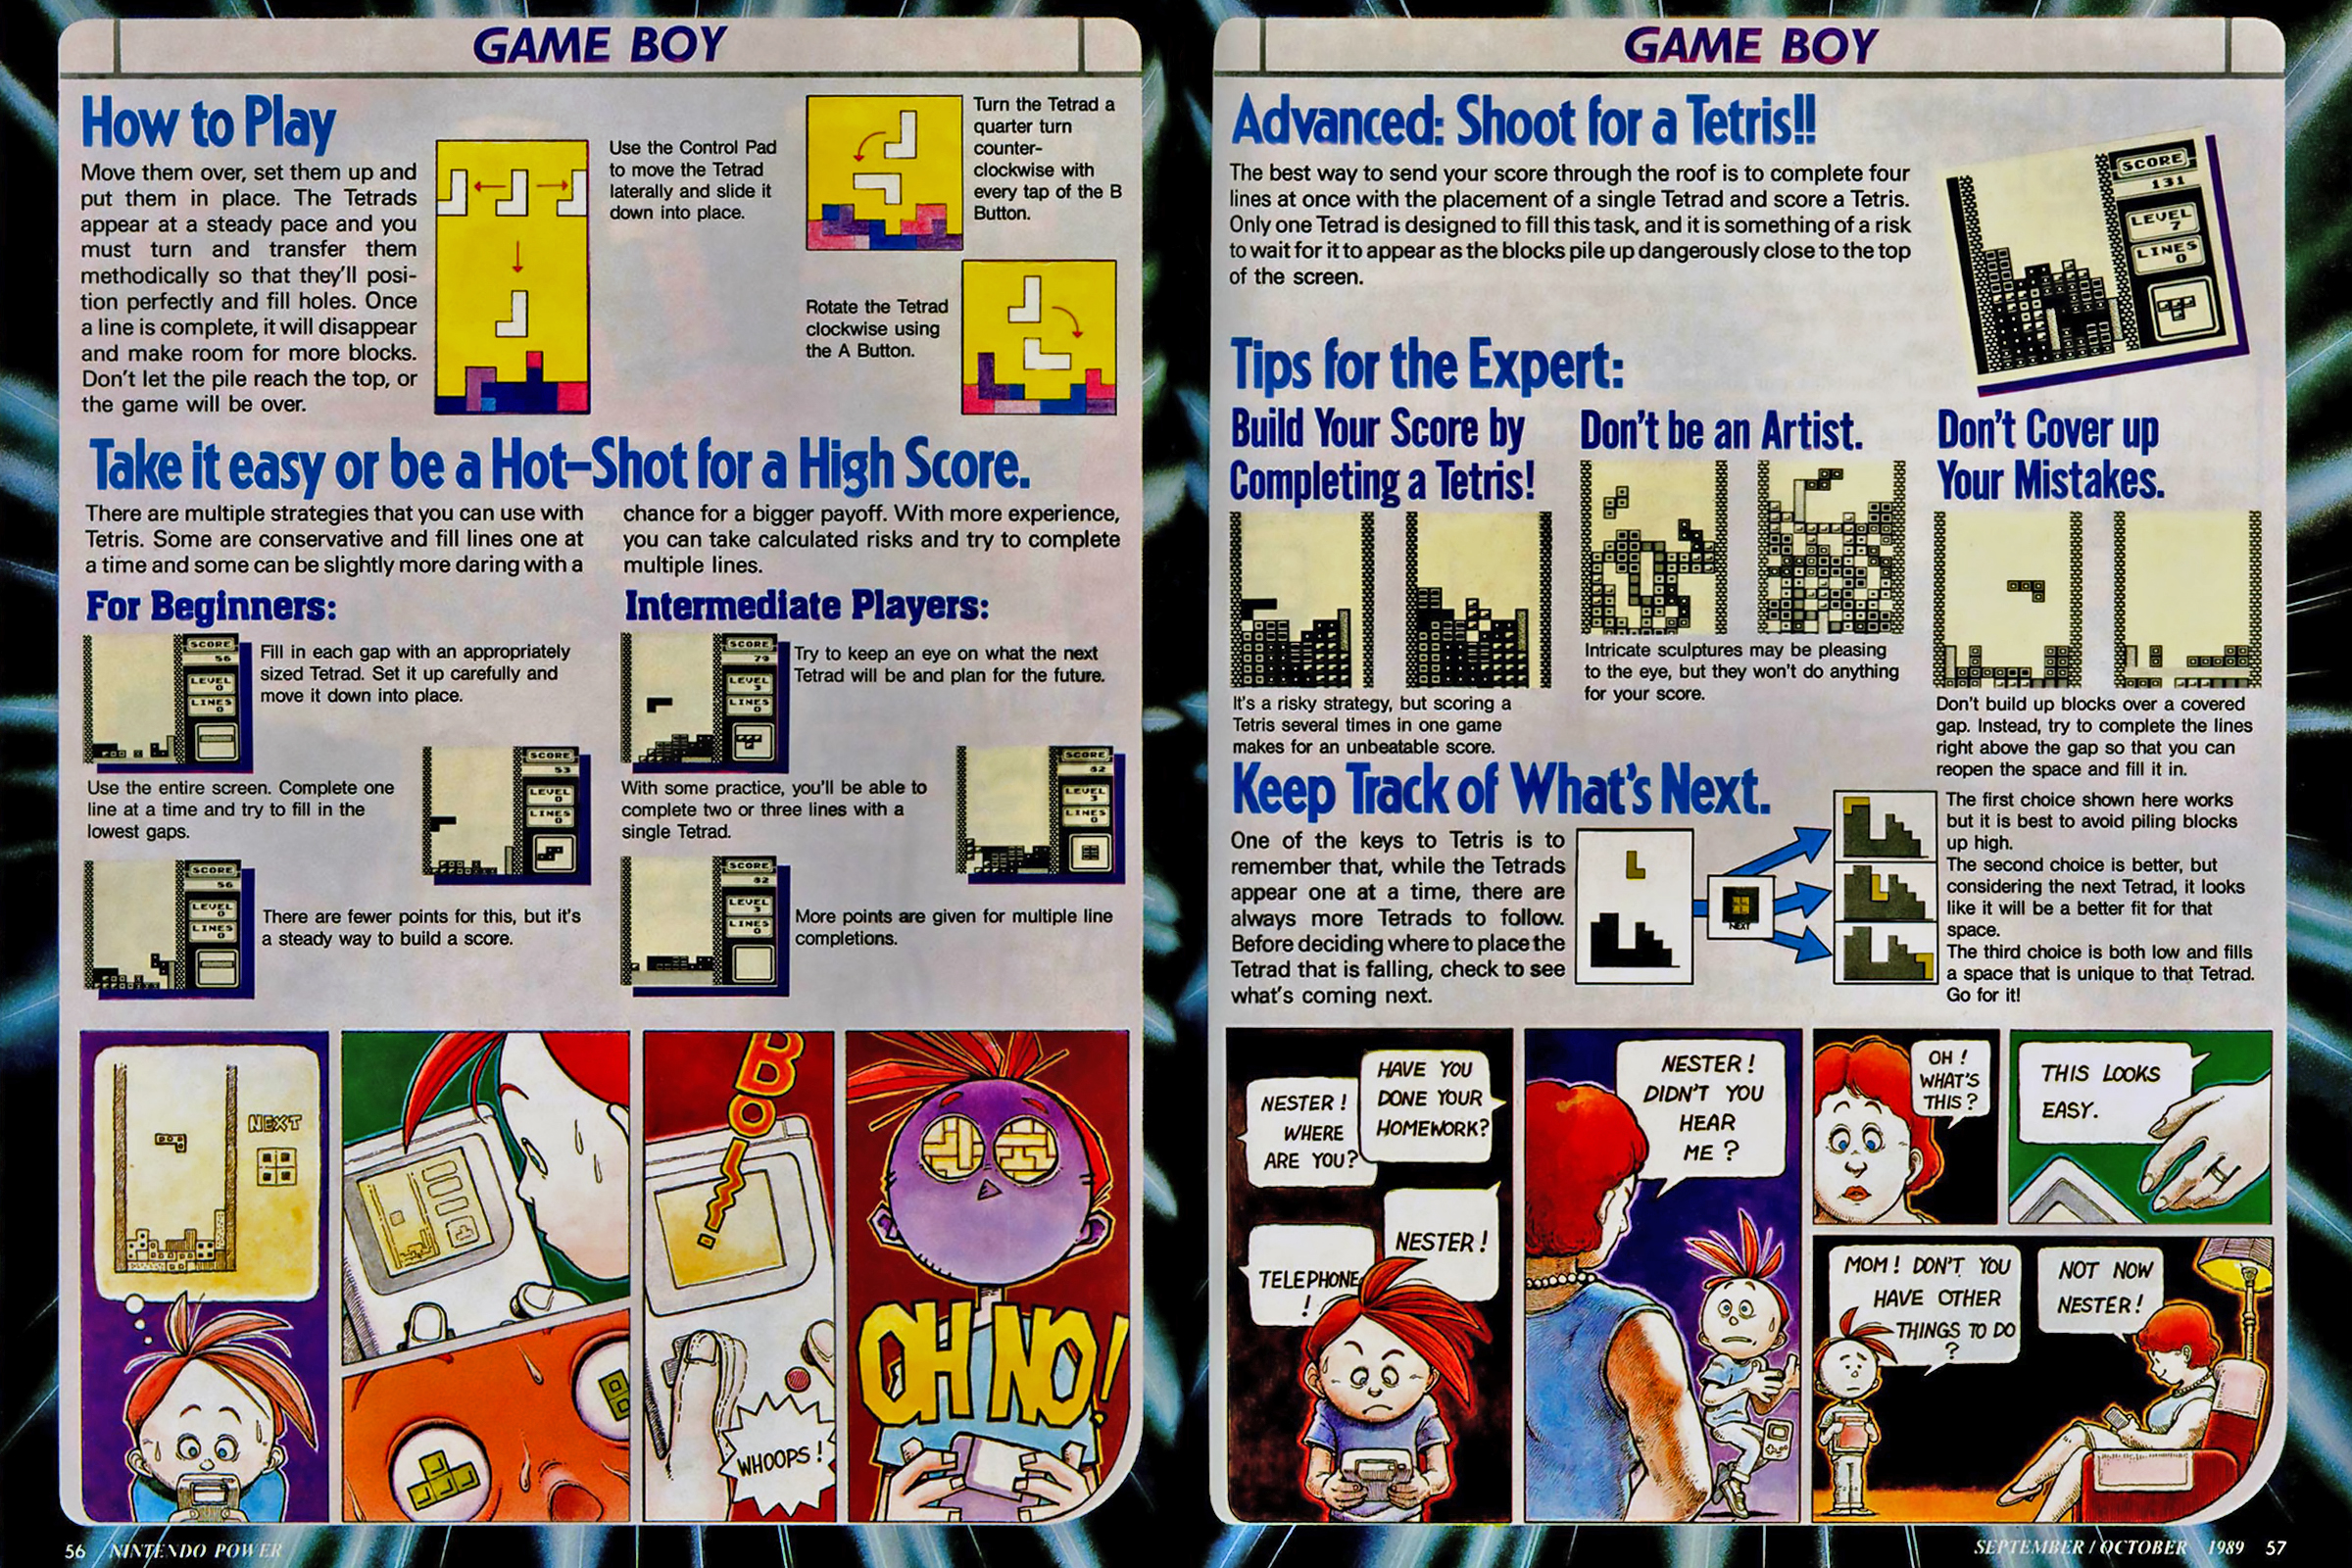 GAME BOY
How to Play
Move them over, set them up and
put them in place. The Tetrads
appear at a steady pace and you
must turn and transfer them
methodically so that they'll posi-
tion perfectly and fill holes. Once
a line is complete, it will disappear
and make room for more blocks.
Don't let the pile reach the top, or
the game will be over.
Use the Control Pad
to move the Tetrad
laterally and slide it
down into place.
Turn the Tetrad a
quarter turn
counter-
clockwise with
every tap of the B
Button.
Rotate the Tetrad
clockwise using
the A Button.
Take it easy or be a Hot-Shot for a High Score.
There are multiple strategies that you can use with
Tetris. Some are conservative and fill lines one at
a time and some can be slightly more daring with a
chance for a bigger payoff. With more experience,
you can take calculated risks and try to complete
multiple lines.
For Beginners:
SCORE
56
LEVEL
0
LINES
0
Fill in each gap with an appropriately
sized Tetrad. Set it up carefully and
move it down into place.
Use the entire screen. Complete one
line at a time and try to fill in the
lowest gaps.
SCORE
53
LEVEL
0
LINES
0
SCORE
56
LEVEL
0
LINES
0
There are fewer points for this, but it's
a steady way to build a score.
Intermediate Players:
SCORE
79
LEVEL
3
LINES
0
Try to keep an eye on what the next
Tetrad will be and plan for the future.
With some practice, you'll be able to
complete two or three lines with a
single Tetrad.
SCORE
82
LEVEL
3
LINES
0
SCORE
82
LEVEL
3
LINES
0
More points are given for multiple line
completions.
NEXT
BOING!
WHOOPS!
OH NO!
56 NINTENDO POWER
GAME BOY
Advanced: Shoot for a Tetris!!
The best way to send your score through the roof is to complete four
lines at once with the placement of a single Tetrad and score a Tetris.
Only one Tetrad is designed to fill this task, and it is something of a risk
to wait for it to appear as the blocks pile up dangerously close to the top
of the screen.
SCORE
131
LEVEL
7
LINES
0
Tips for the Expert:
Build Your Score by
Completing a Tetris!
It's a risky strategy, but scoring a
Tetris several times in one game
makes for an unbeatable score.
Don't be an Artist.
Intricate sculptures may be pleasing
to the eye, but they won't do anything
for your score.
Don't Cover up
Your Mistakes.
Don't build up blocks over a covered
gap. Instead, try to complete the lines
right above the gap so that you can
reopen the space and fill it in.
Keep Track of What's Next.
One of the keys to Tetris is to
remember that, while the Tetrads
appear one at a time, there are
always more Tetrads to follow.
Before deciding where to place the
Tetrad that is falling, check to see
what's coming next.
NEXT
The first choice shown here works
but it is best to avoid piling blocks
up high.
The second choice is better, but
considering the next Tetrad, it looks
like it will be a better fit for that
space.
The third choice is both low and fills
a space that is unique to that Tetrad.
Go for it!
NESTER!
WHERE
ARE YOU?
HAVE YOU
DONE YOUR
HOMEWORK?
NESTER!
TELEPHONE
!
NESTER!
DIDN'T YOU
HEAR
ME?
OH!
WHAT'S
THIS?
THIS LOOKS
EASY.
MOM! DON'T YOU
HAVE OTHER
THINGS TO DO
?
NOT NOW
NESTER!
SEPTEMBER/OCTOBER 1989 57